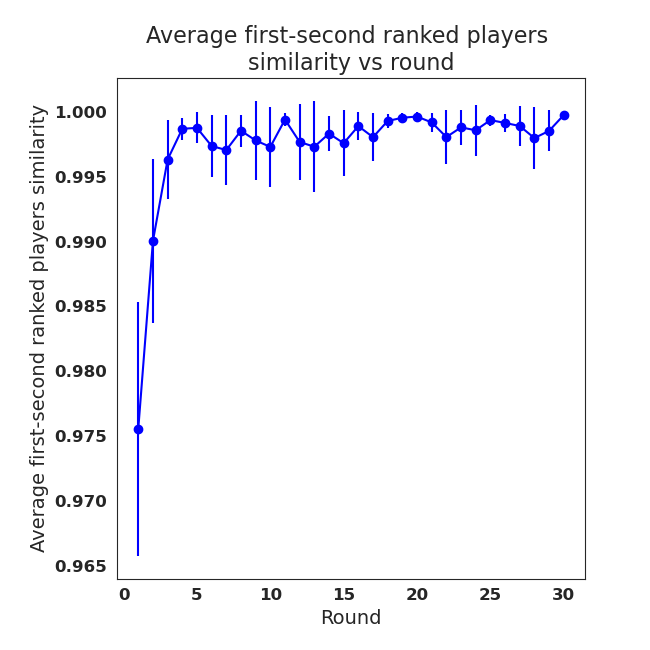 Average first-second ranked players
similarity vs round
Average first-second ranked players similarity
1.000
0.995
0.990
0.985
0.980
0.975
0.970
0.965
0 5 10 15 20 25 30
Round